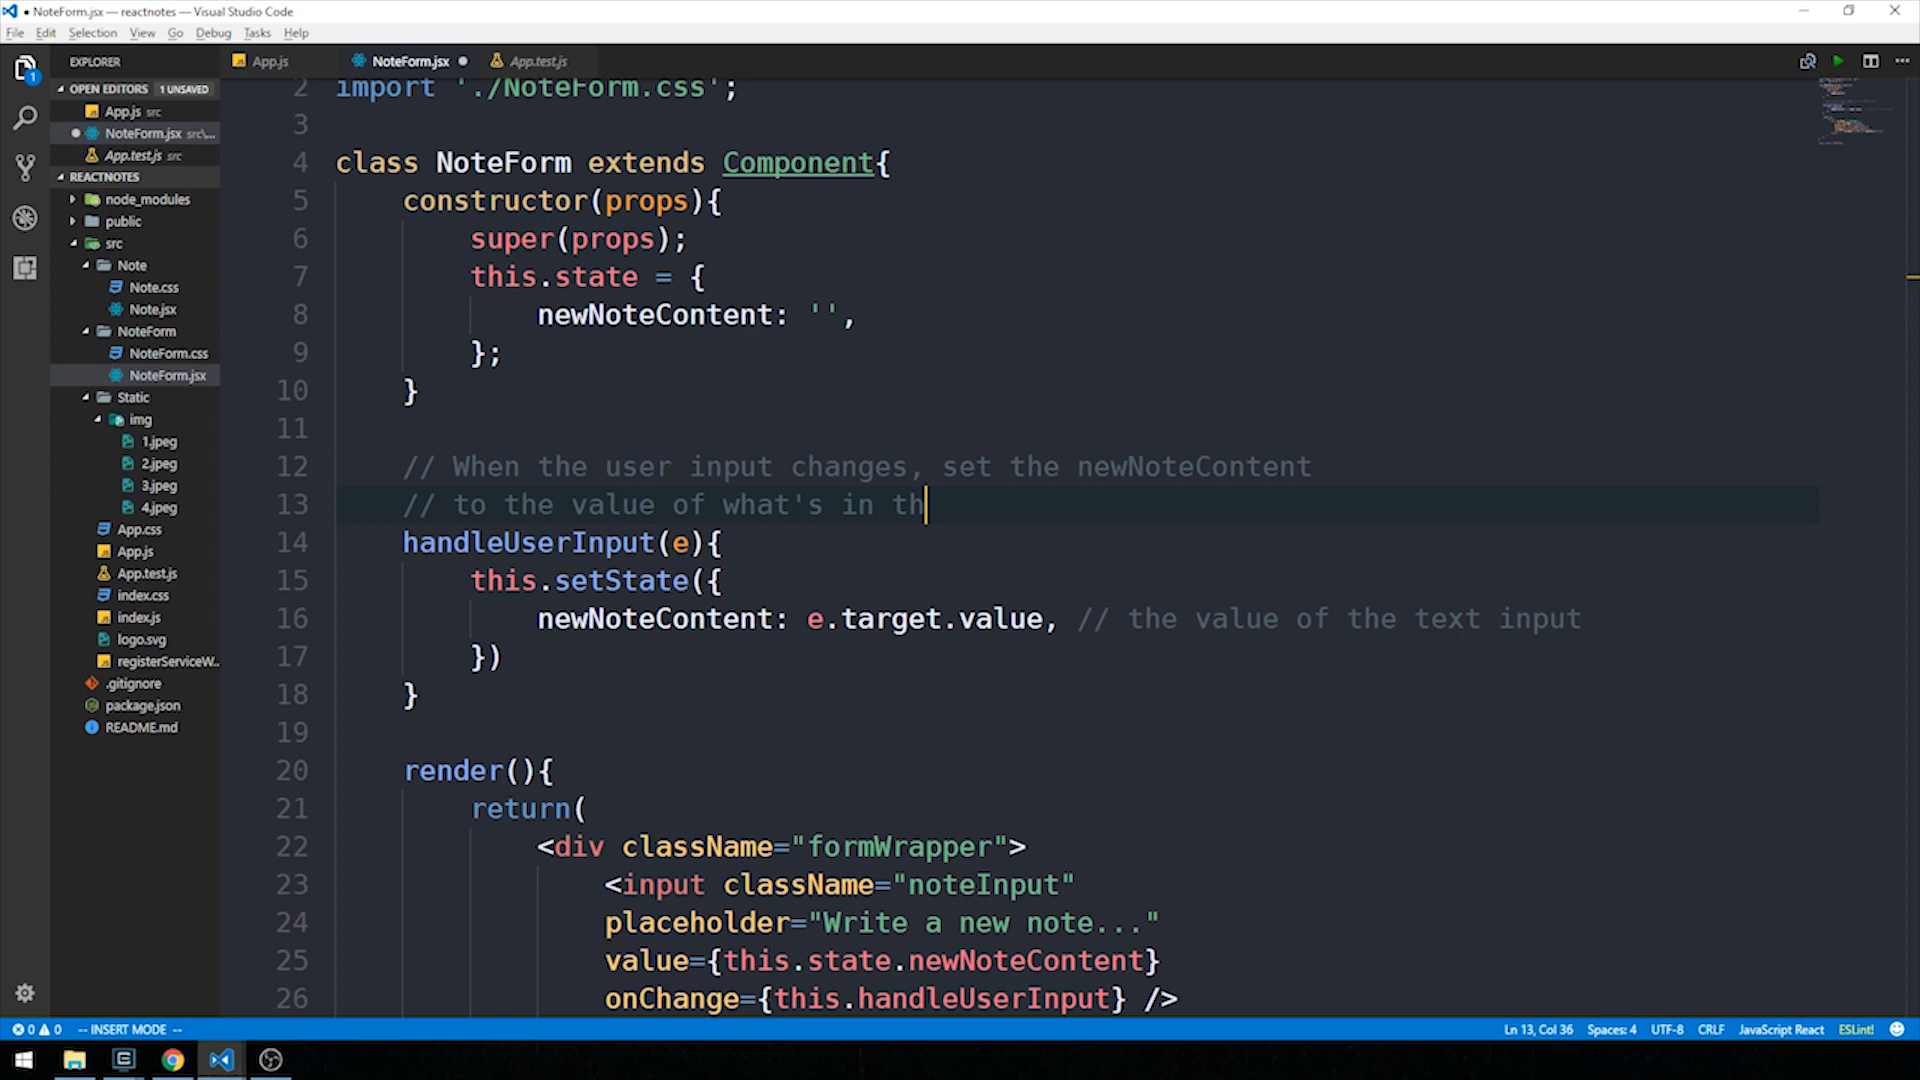 NoteForm.jsx — reactnotes — Visual Studio Code
File Edit Selection View Go Debug Tasks Help
EXPLORER
App.js
NoteForm.jsx
App.test.js
OPEN EDITORS 1 UNSAVED
App.js src
NoteForm.jsx src\...
App.test.js src
REACTNOTES
node_modules
public
src
Note
Note.css
Note.jsx
NoteForm
NoteForm.css
NoteForm.jsx
Static
img
1.jpeg
2.jpeg
3.jpeg
4.jpeg
App.css
App.js
App.test.js
index.css
index.js
logo.svg
registerServiceW...
.gitignore
package.json
README.md
1
2 import './NoteForm.css';
3
4 class NoteForm extends Component{
5 constructor(props){
6 super(props);
7 this.state = {
8 newNoteContent: '',
9 };
10 }
11
12 // When the user input changes, set the newNoteContent
13 // to the value of what's in th
14 handleUserInput(e){
15 this.setState({
16 newNoteContent: e.target.value, // the value of the text input
17 })
18 }
19
20 render(){
21 return(
22 <div className="formWrapper">
23 <input className="noteInput"
24 placeholder="Write a new note..."
25 value={this.state.newNoteContent}
26 onChange={this.handleUserInput} />
0 0 -- INSERT MODE --
Ln 13, Col 36 Spaces: 4 UTF-8 CRLF JavaScript React ESLint!